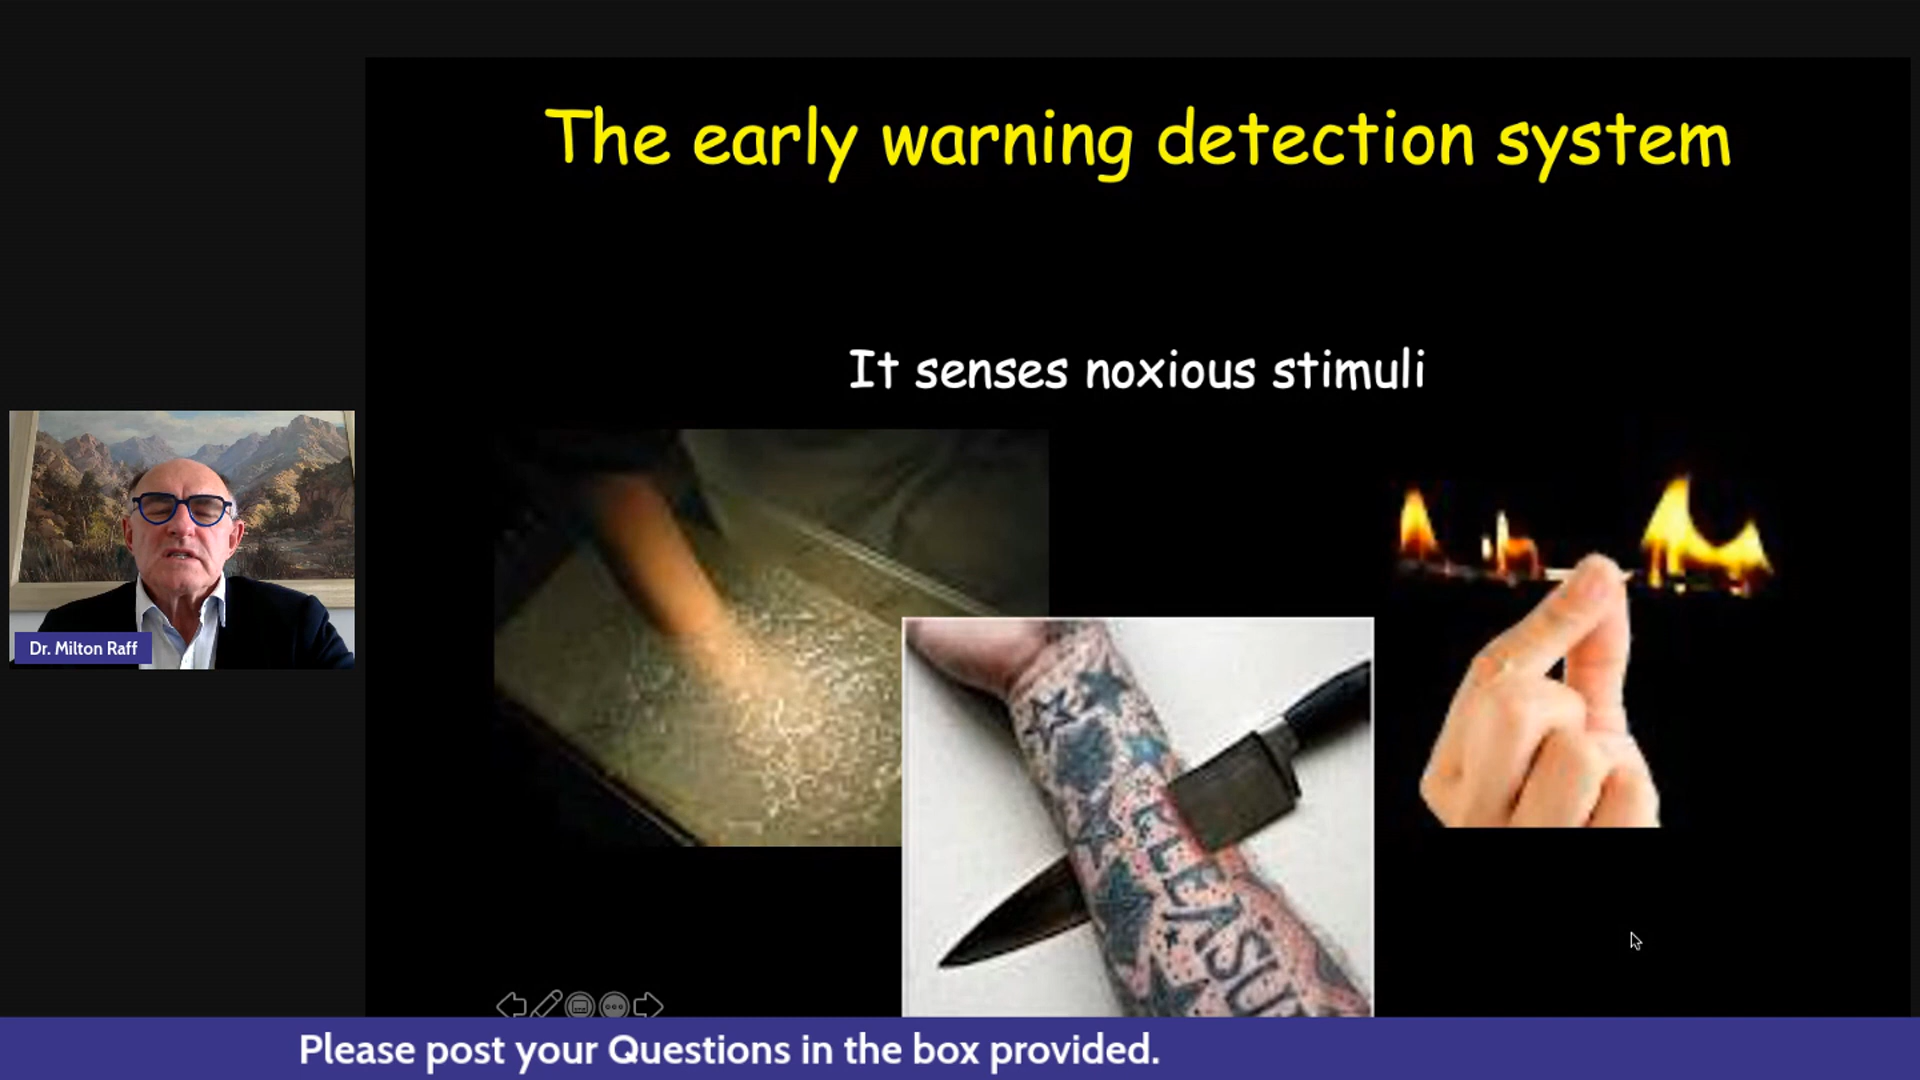 The early warning detection system
It senses noxious stimuli
Dr. Milton Raff
Please post your Questions in the box provided.